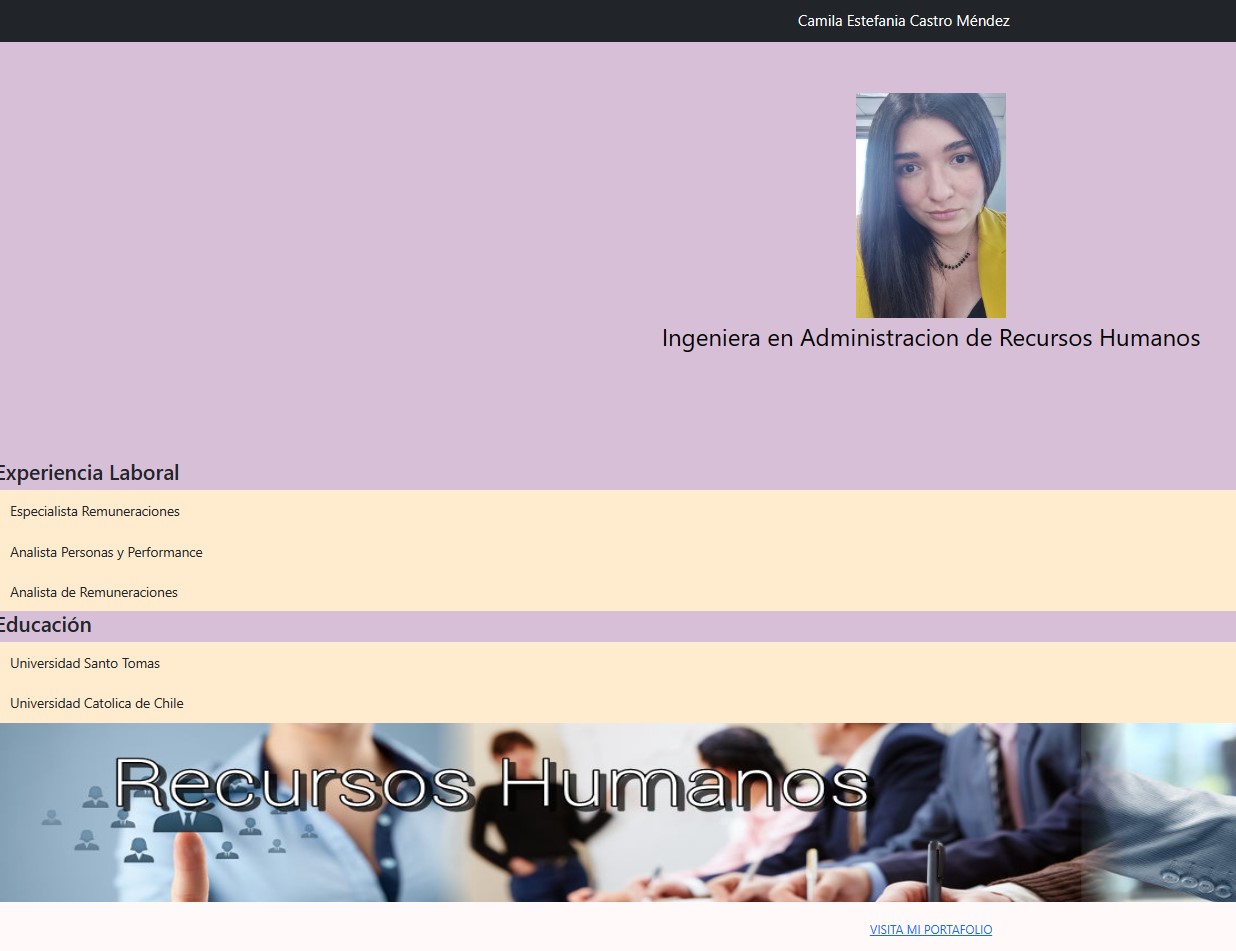 Camila Estefania Castro Méndez
Ingeniera en Administracion de Recursos Humanos
Experiencia Laboral
Especialista Remuneraciones
Analista Personas y Performance
Analista de Remuneraciones
Educación
Universidad Santo Tomas
Universidad Catolica de Chile
Recursos Humanos
VISITA MI PORTAFOLIO